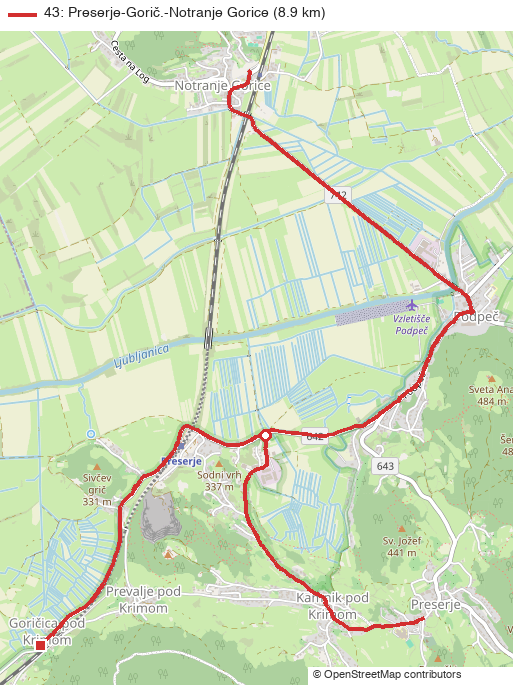 43: Preserje-Gorič.-Notranje Gorice (8.9 km)
Cesta na Log
Notranje Gorice
742
Vzletišče
Podpeč
Podpeč
Ljubljanica
Sveta Ana
484 m
642
643
Preserje
Sodni vrh
337 m
Sivčev
grič
331 m
Sv. Jožef
441 m
Prevalje pod
Krimom
Kamnik pod
Krimom
Preserje
Goričica pod
Krimom
© OpenStreetMap contributors